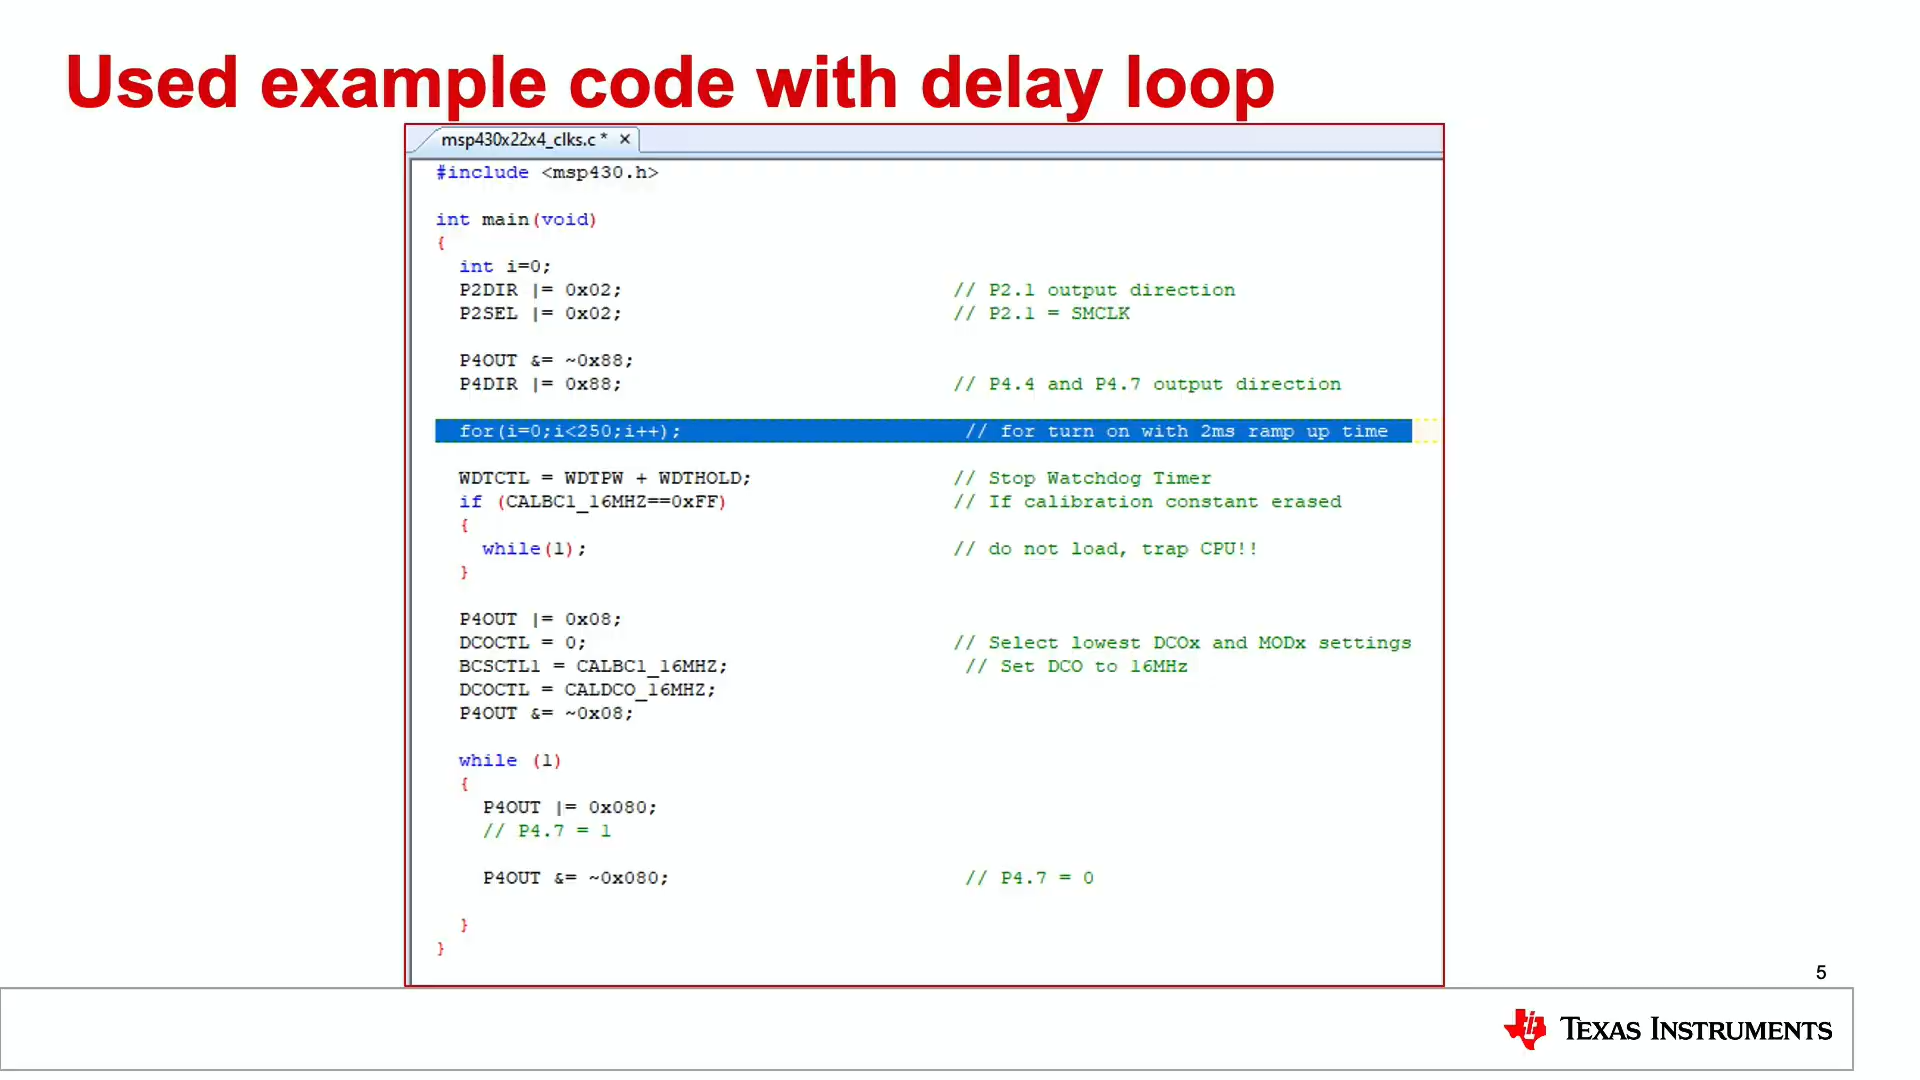 Used example code with delay loop
msp430x22x4_clks.c *
#include <msp430.h>
int main(void)
{
int i=0;
P2DIR |= 0x02; // P2.1 output direction
P2SEL |= 0x02; // P2.1 = SMCLK
P4OUT &= ~0x88;
P4DIR |= 0x88; // P4.4 and P4.7 output direction
for(i=0;i<250;i++); // for turn on with 2ms ramp up time
WDTCTL = WDTPW + WDTHOLD; // Stop Watchdog Timer
if (CALBC1_16MHZ==0xFF) // If calibration constant erased
{
while(1); // do not load, trap CPU!!
}
P4OUT |= 0x08;
DCOCTL = 0; // Select lowest DCOx and MODx settings
BCSCTL1 = CALBC1_16MHZ; // Set DCO to 16MHz
DCOCTL = CALDCO_16MHZ;
P4OUT &= ~0x08;
while (1)
{
P4OUT |= 0x080;
// P4.7 = 1
P4OUT &= ~0x080; // P4.7 = 0
}
}
5
TEXAS INSTRUMENTS